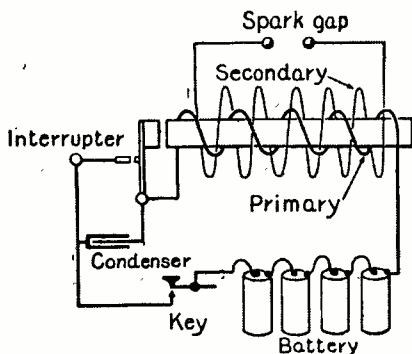 Spark gap
Secondary
Interrupter
Primary
Condenser
Key
Battery